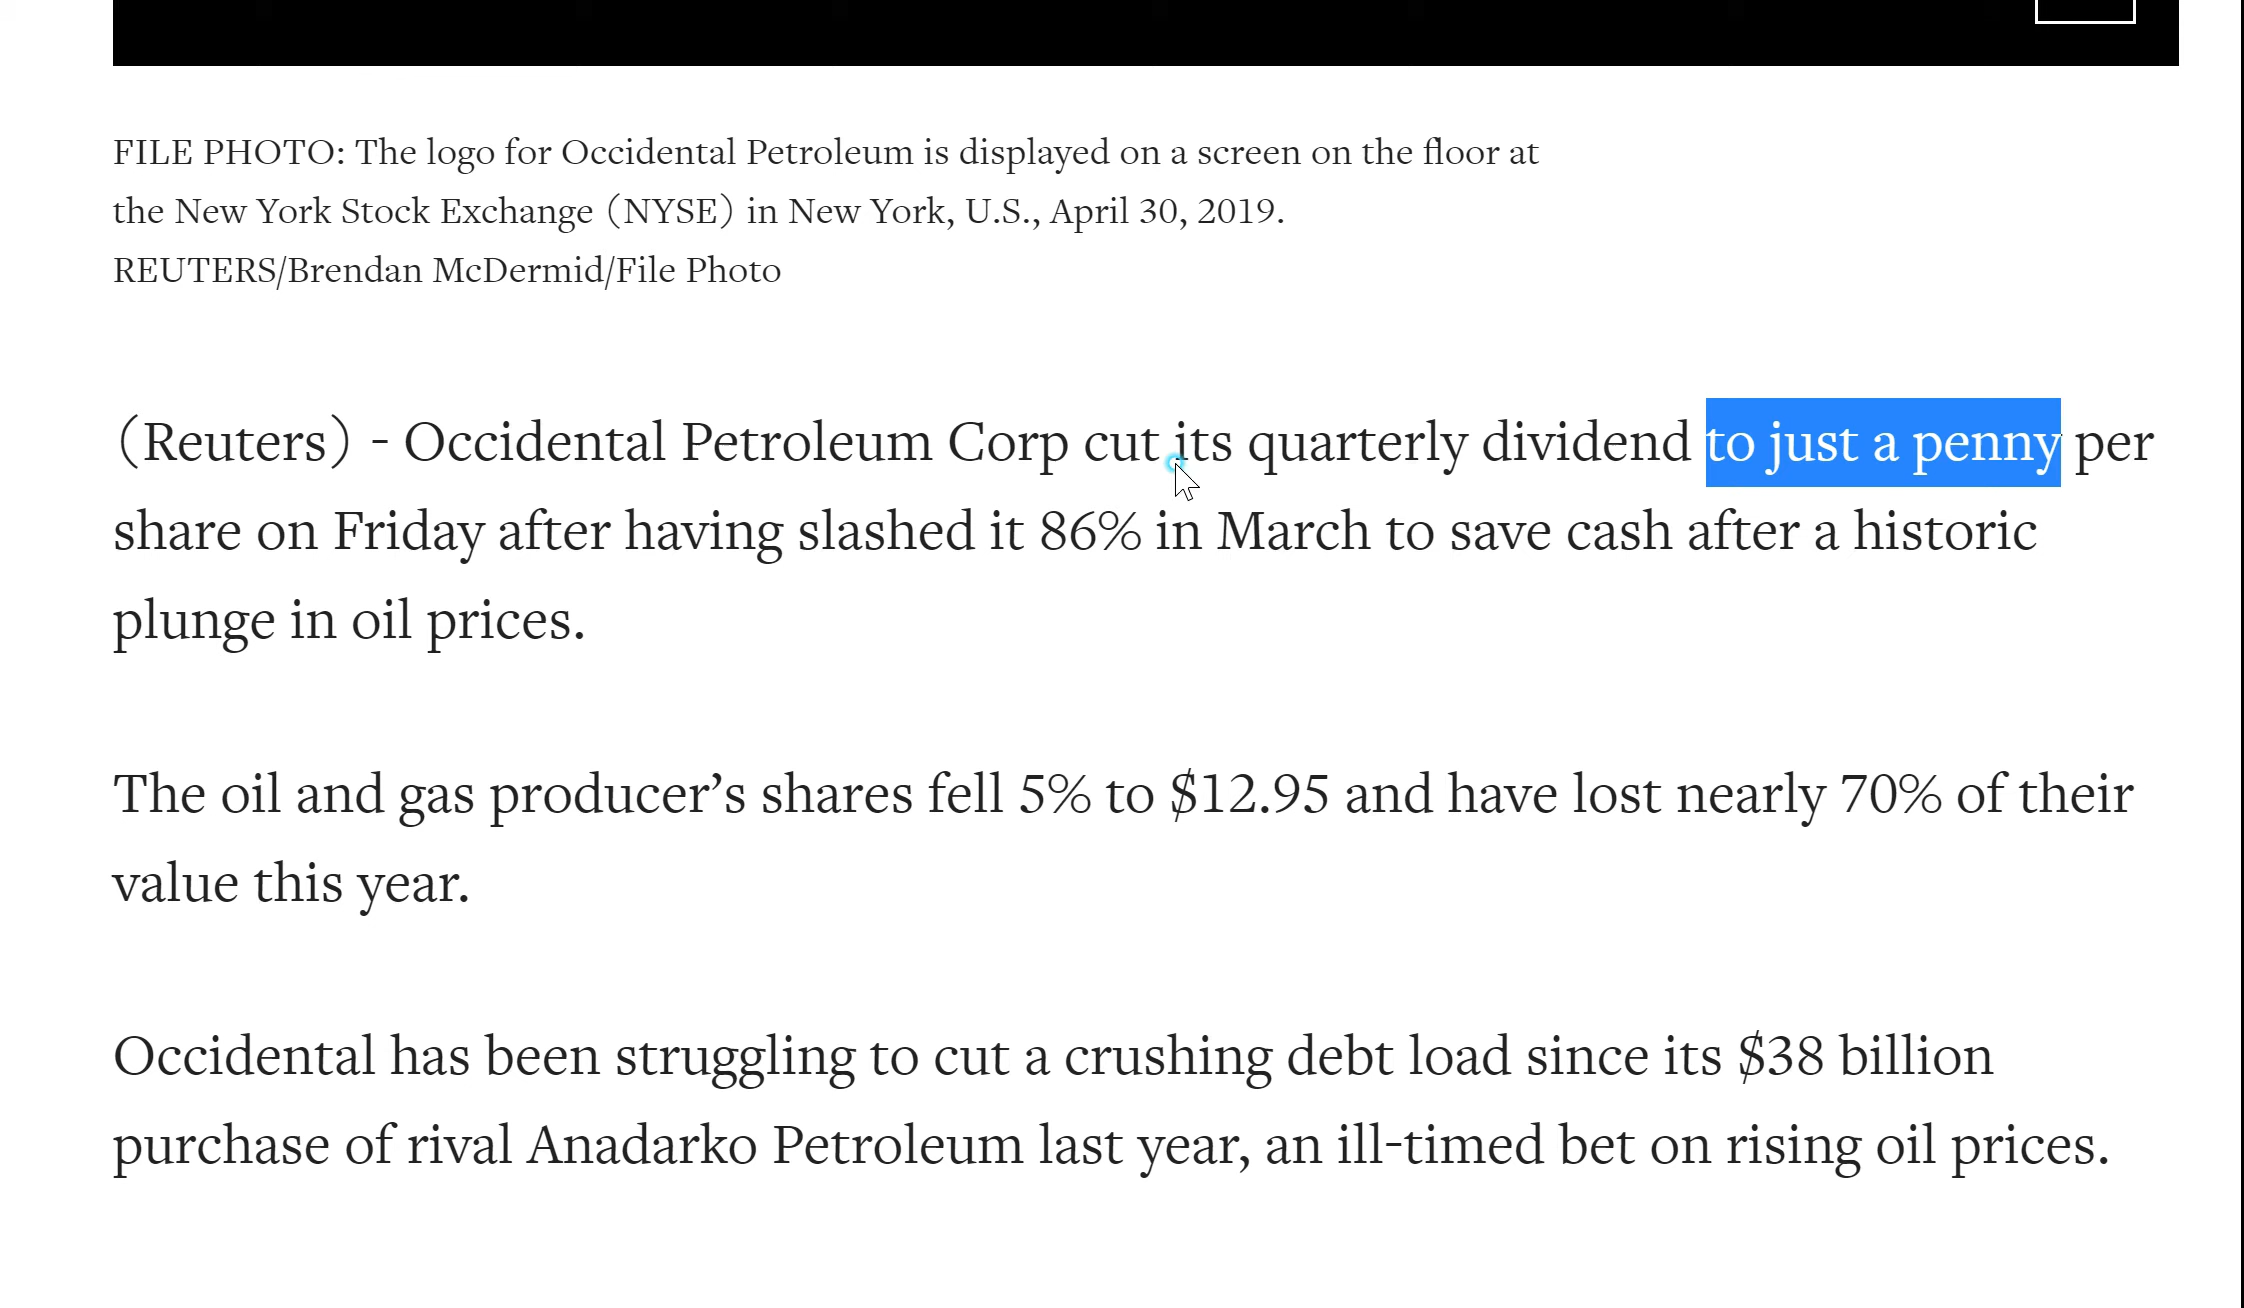 FILE PHOTO: The logo for Occidental Petroleum is displayed on a screen on the floor at
the New York Stock Exchange (NYSE) in New York, U.S., April 30, 2019.
REUTERS/Brendan McDermid/File Photo
(Reuters) - Occidental Petroleum Corp cut its quarterly dividend to just a penny per
share on Friday after having slashed it 86% in March to save cash after a historic
plunge in oil prices.
The oil and gas producer’s shares fell 5% to $12.95 and have lost nearly 70% of their
value this year.
Occidental has been struggling to cut a crushing debt load since its $38 billion
purchase of rival Anadarko Petroleum last year, an ill-timed bet on rising oil prices.